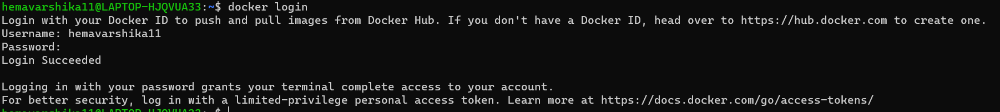 hemavarshika11@LAPTOP-HJQVUA33:~$ docker login
Login with your Docker ID to push and pull images from Docker Hub. If you don't have a Docker ID, head over to https://hub.docker.com to create one.
Username: hemavarshika11
Password:
Login Succeeded
Logging in with your password grants your terminal complete access to your account.
For better security, log in with a limited-privilege personal access token. Learn more at https://docs.docker.com/go/access-tokens/
hemavarshika11@LAPTOP-HJQVUA33:~$